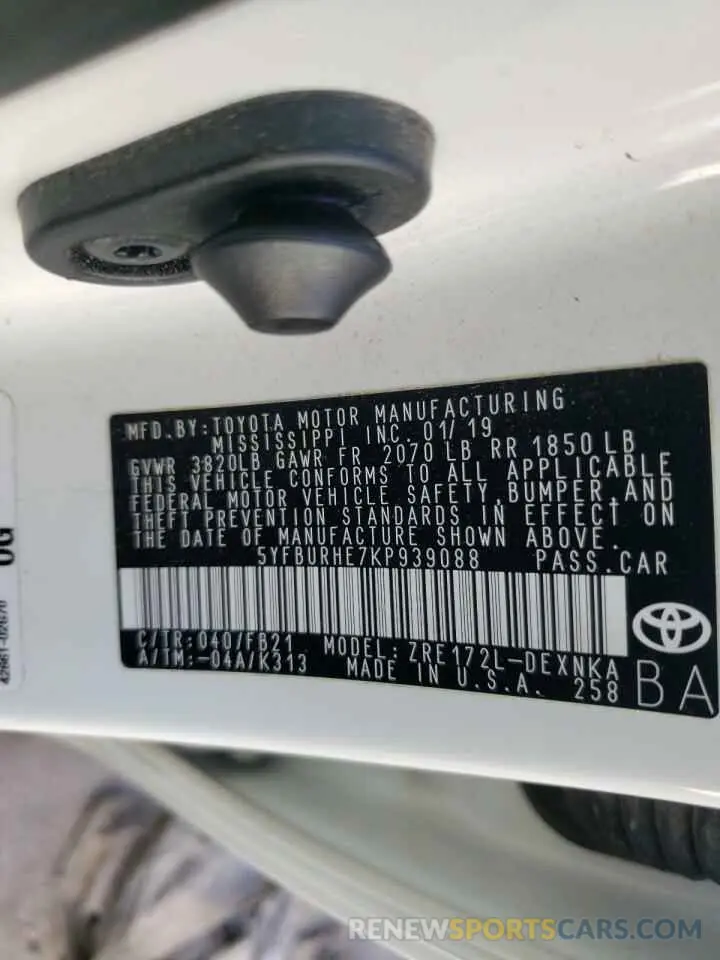 MFD. BY: TOYOTA MOTOR MANUFACTURING
MISSISSIPPI INC. 01/19
GVWR 3820LB GAWR FR 2070 LB RR 1850 LB
THIS VEHICLE CONFORMS TO ALL APPLICABLE
FEDERAL MOTOR VEHICLE SAFETY, BUMPER, AND
THEFT PREVENTION STANDARDS IN EFFECT ON
THE DATE OF MANUFACTURE SHOWN ABOVE.
5YFBURHE7KP939088 PASS. CAR
C/TR: 040/FB21 MODEL: ZRE172L-DEXNKA
A/TM: -04A/K313 MADE IN U.S.A. 258
BA
42661-02G70
RENEWSPORTSCARS.COM